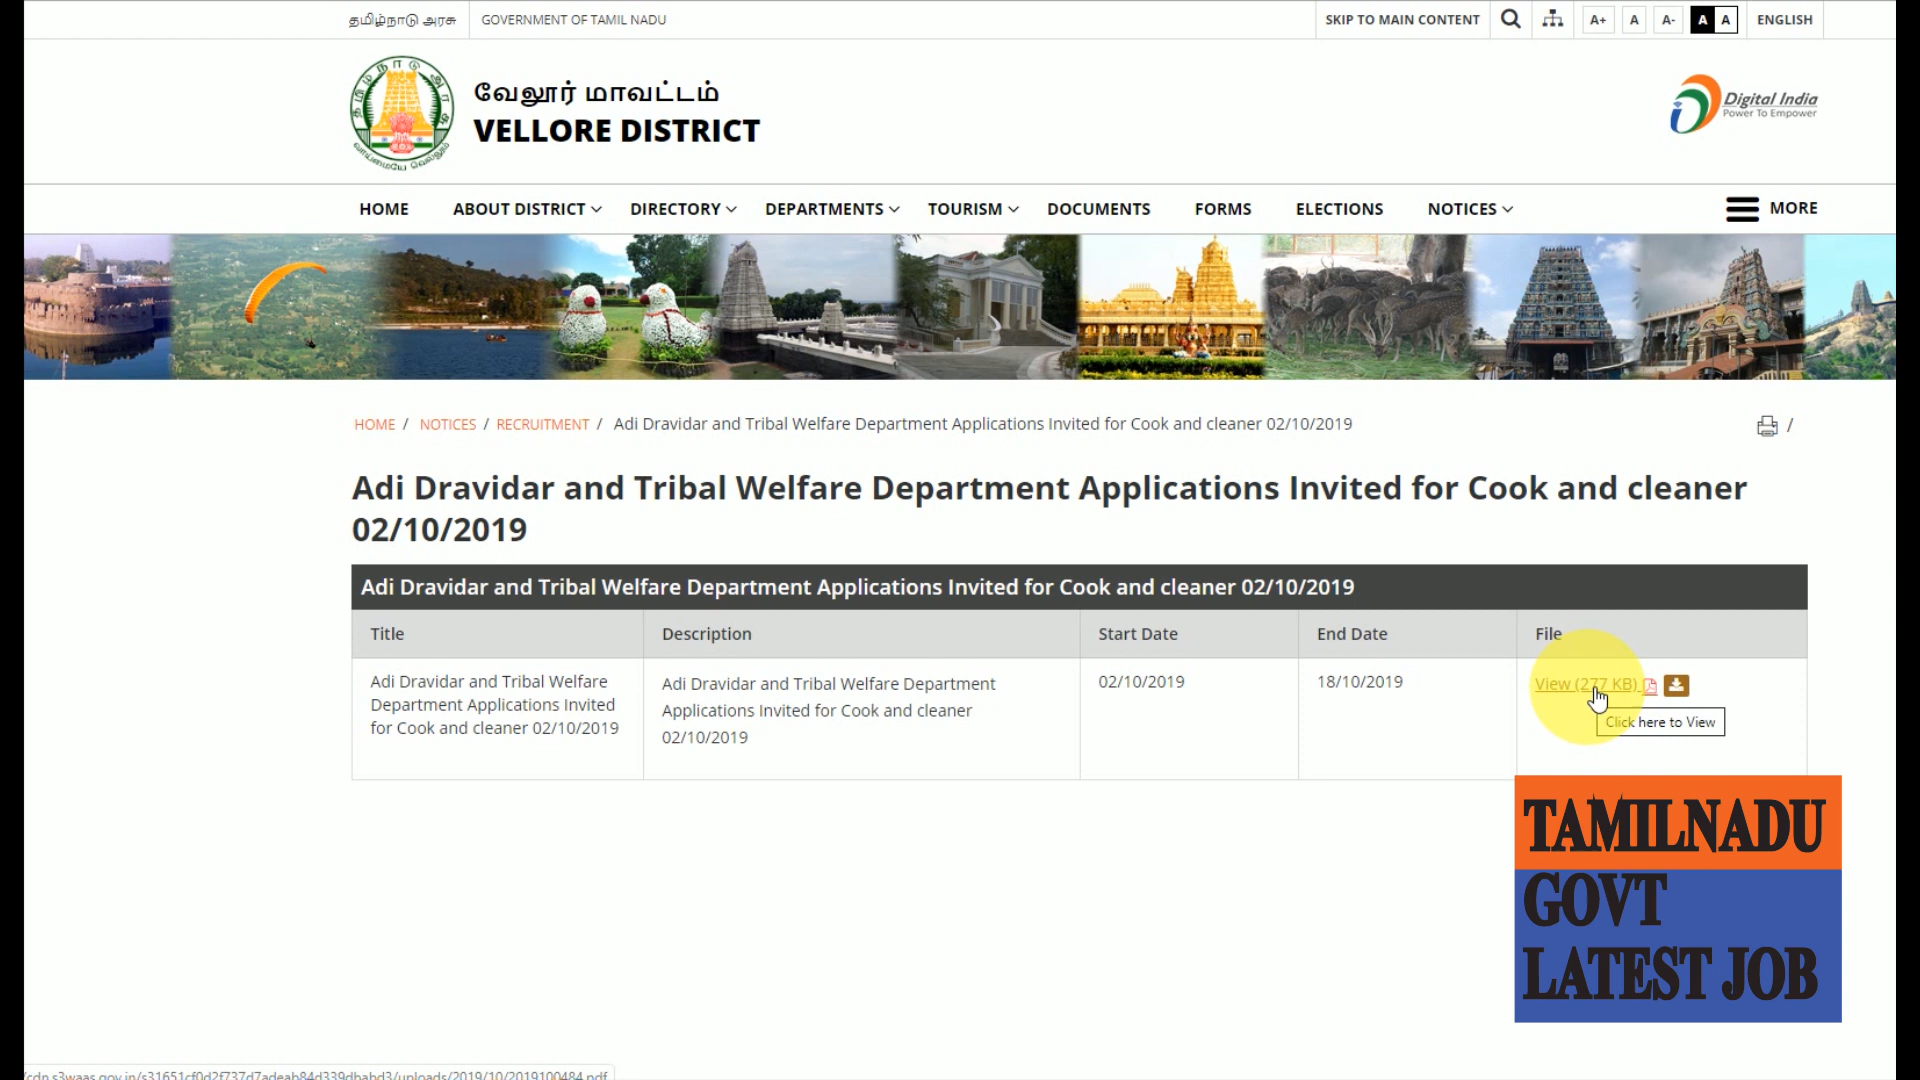 தமிழ்நாடு அரசு
GOVERNMENT OF TAMIL NADU
SKIP TO MAIN CONTENT
A+
A
A-
A A
ENGLISH
வேலூர் மாவட்டம்
VELLORE DISTRICT
Digital India
Power To Empower
HOME
ABOUT DISTRICT
DIRECTORY
DEPARTMENTS
TOURISM
DOCUMENTS
FORMS
ELECTIONS
NOTICES
MORE
HOME / NOTICES / RECRUITMENT / Adi Dravidar and Tribal Welfare Department Applications Invited for Cook and cleaner 02/10/2019
/
Adi Dravidar and Tribal Welfare Department Applications Invited for Cook and cleaner
02/10/2019
Adi Dravidar and Tribal Welfare Department Applications Invited for Cook and cleaner 02/10/2019
Title
Description
Start Date
End Date
File
Adi Dravidar and Tribal Welfare
Department Applications Invited
for Cook and cleaner 02/10/2019
Adi Dravidar and Tribal Welfare Department
Applications Invited for Cook and cleaner
02/10/2019
02/10/2019
18/10/2019
View (277 KB)
Click here to View
TAMILNADU
GOVT
LATEST JOB